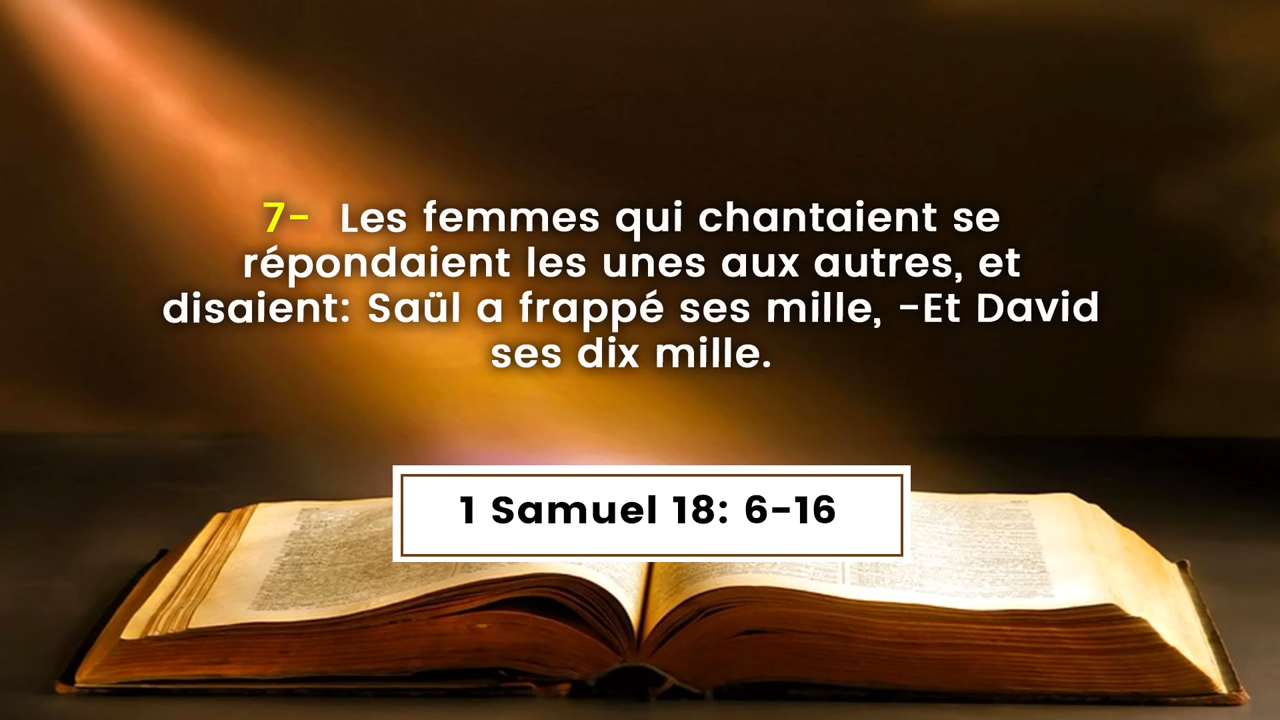 7- Les femmes qui chantaient se
répondaient les unes aux autres, et
disaient: Saül a frappé ses mille, -Et David
ses dix mille.
1 Samuel 18: 6-16